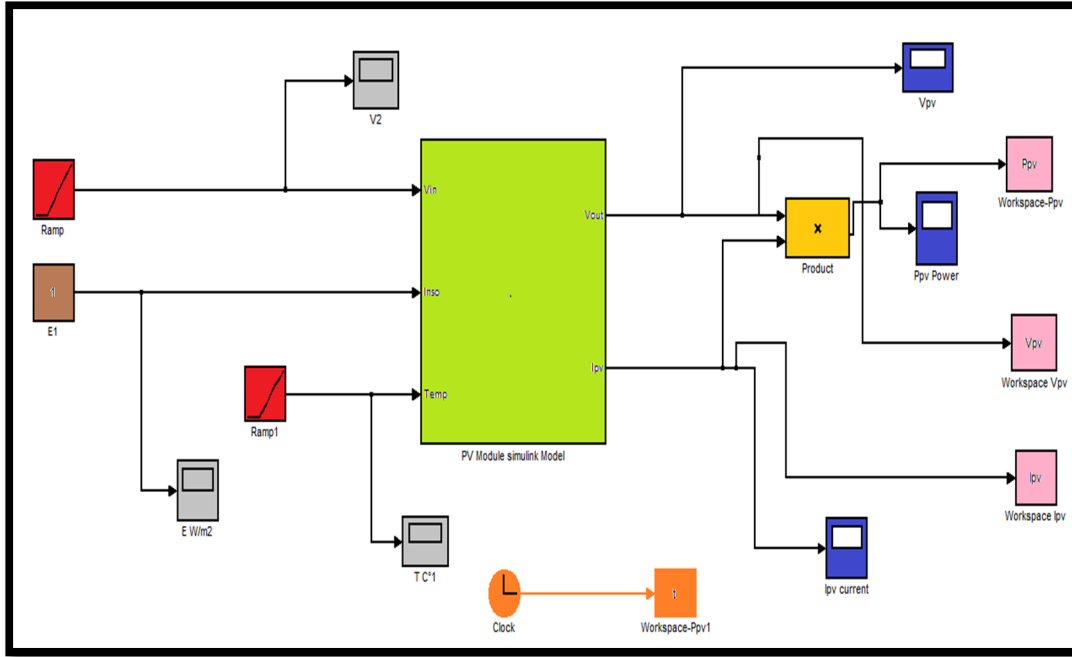 V2
Vpv
Ramp
Vin
Vout
×
Product
Ppv
Workspace-Ppv
Ppv Power
1
E1
Inso
Vpv
Workspace Vpv
Ramp1
Temp
Ipv
PV Module simulink Model
E W/m2
T C°1
Ipv
Workspace Ipv
Ipv current
Clock
t
Workspace-Ppv1